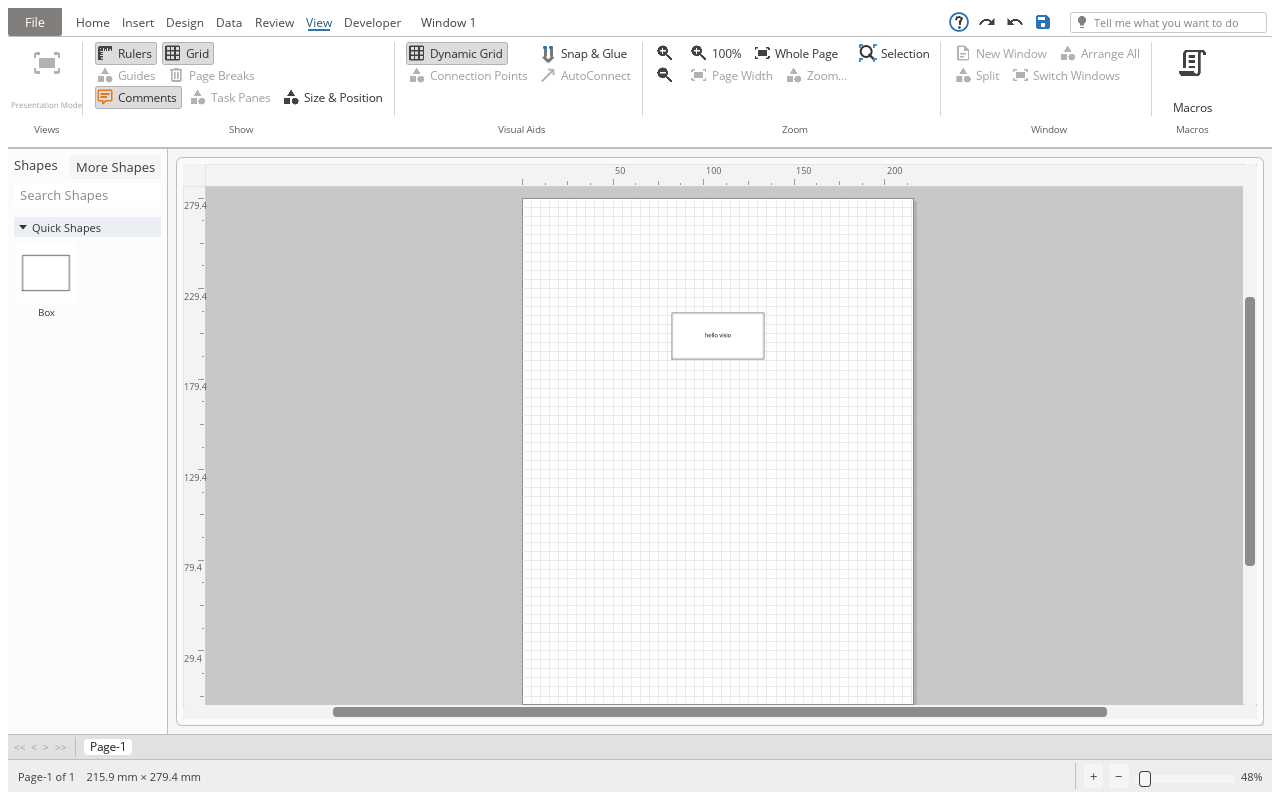 File Home Insert Design Data Review View Developer Window 1 Tell me what you want to do
Rulers Grid Dynamic Grid Snap & Glue 100% Whole Page Selection New Window Arrange All
Guides Page Breaks Connection Points AutoConnect Page Width Zoom... Split Switch Windows
Presentation Mode Comments Task Panes Size & Position Macros
Views Show Visual Aids Zoom Window Macros
Shapes More Shapes
Search Shapes
Quick Shapes
Box
50 100 150 200
279.4
229.4
179.4
129.4
79.4
29.4
hello visio
<< < > >> Page-1
Page-1 of 1 215.9 mm × 279.4 mm + − 48%